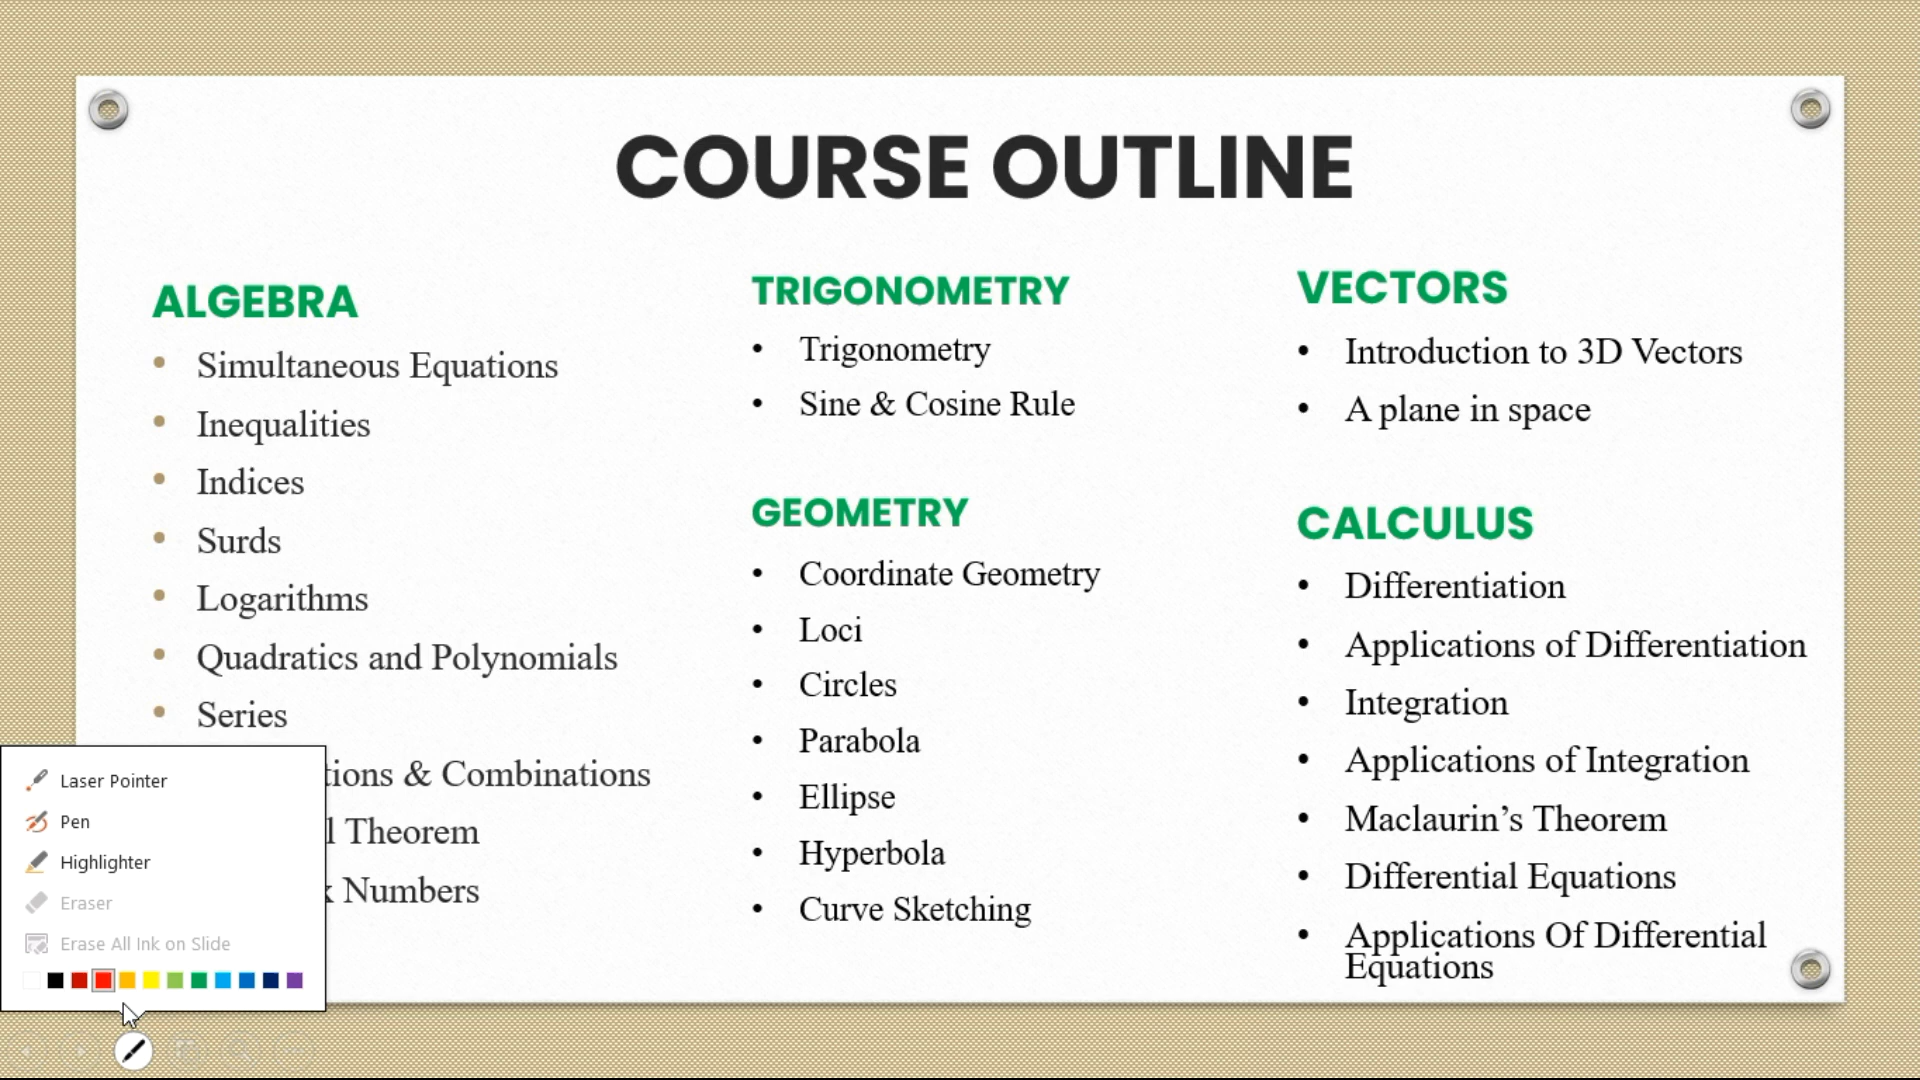 COURSE OUTLINE
ALGEBRA
Simultaneous Equations
Inequalities
Indices
Surds
Logarithms
Quadratics and Polynomials
Series
& Combinations
Theorem
Numbers
TRIGONOMETRY
Trigonometry
Sine & Cosine Rule
GEOMETRY
Coordinate Geometry
Loci
Circles
Parabola
Ellipse
Hyperbola
Curve Sketching
VECTORS
Introduction to 3D Vectors
A plane in space
CALCULUS
Differentiation
Applications of Differentiation
Integration
Applications of Integration
Maclaurin’s Theorem
Differential Equations
Applications Of Differential
Equations
Laser Pointer
Pen
Highlighter
Eraser
Erase All Ink on Slide